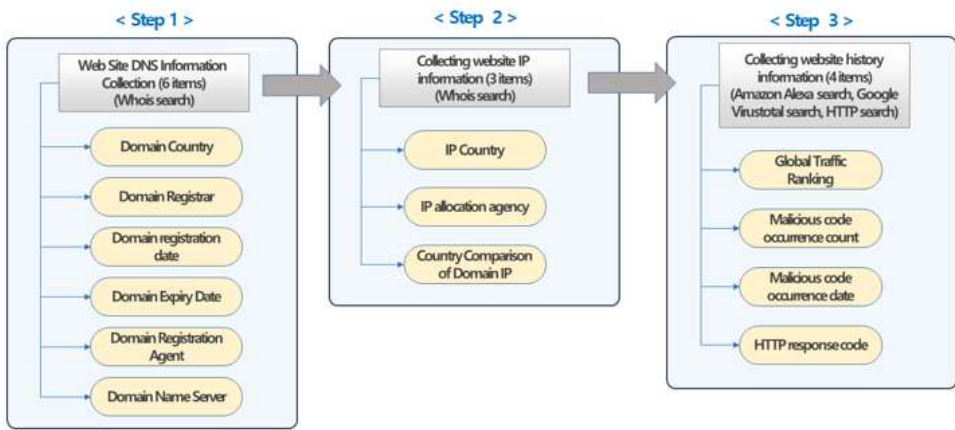 < Step 1 >
Web Site DNS Information
Collection (6 items)
(Whois search)
Domain Country
Domain Registrar
Domain registration
date
Domain Expiry Date
Domain Registration
Agent
Domain Name Server
< Step 2 >
Collecting website IP
information (3 items)
(Whois search)
IP Country
IP allocation agency
Country Comparison
of Domain IP
< Step 3 >
Collecting website history
information (4 items)
(Amazon Alexa search, Google
Virustotal search, HTTP search)
Global Traffic
Ranking
Malicious code
occurrence count
Malicious code
occurrence date
HTTP response code